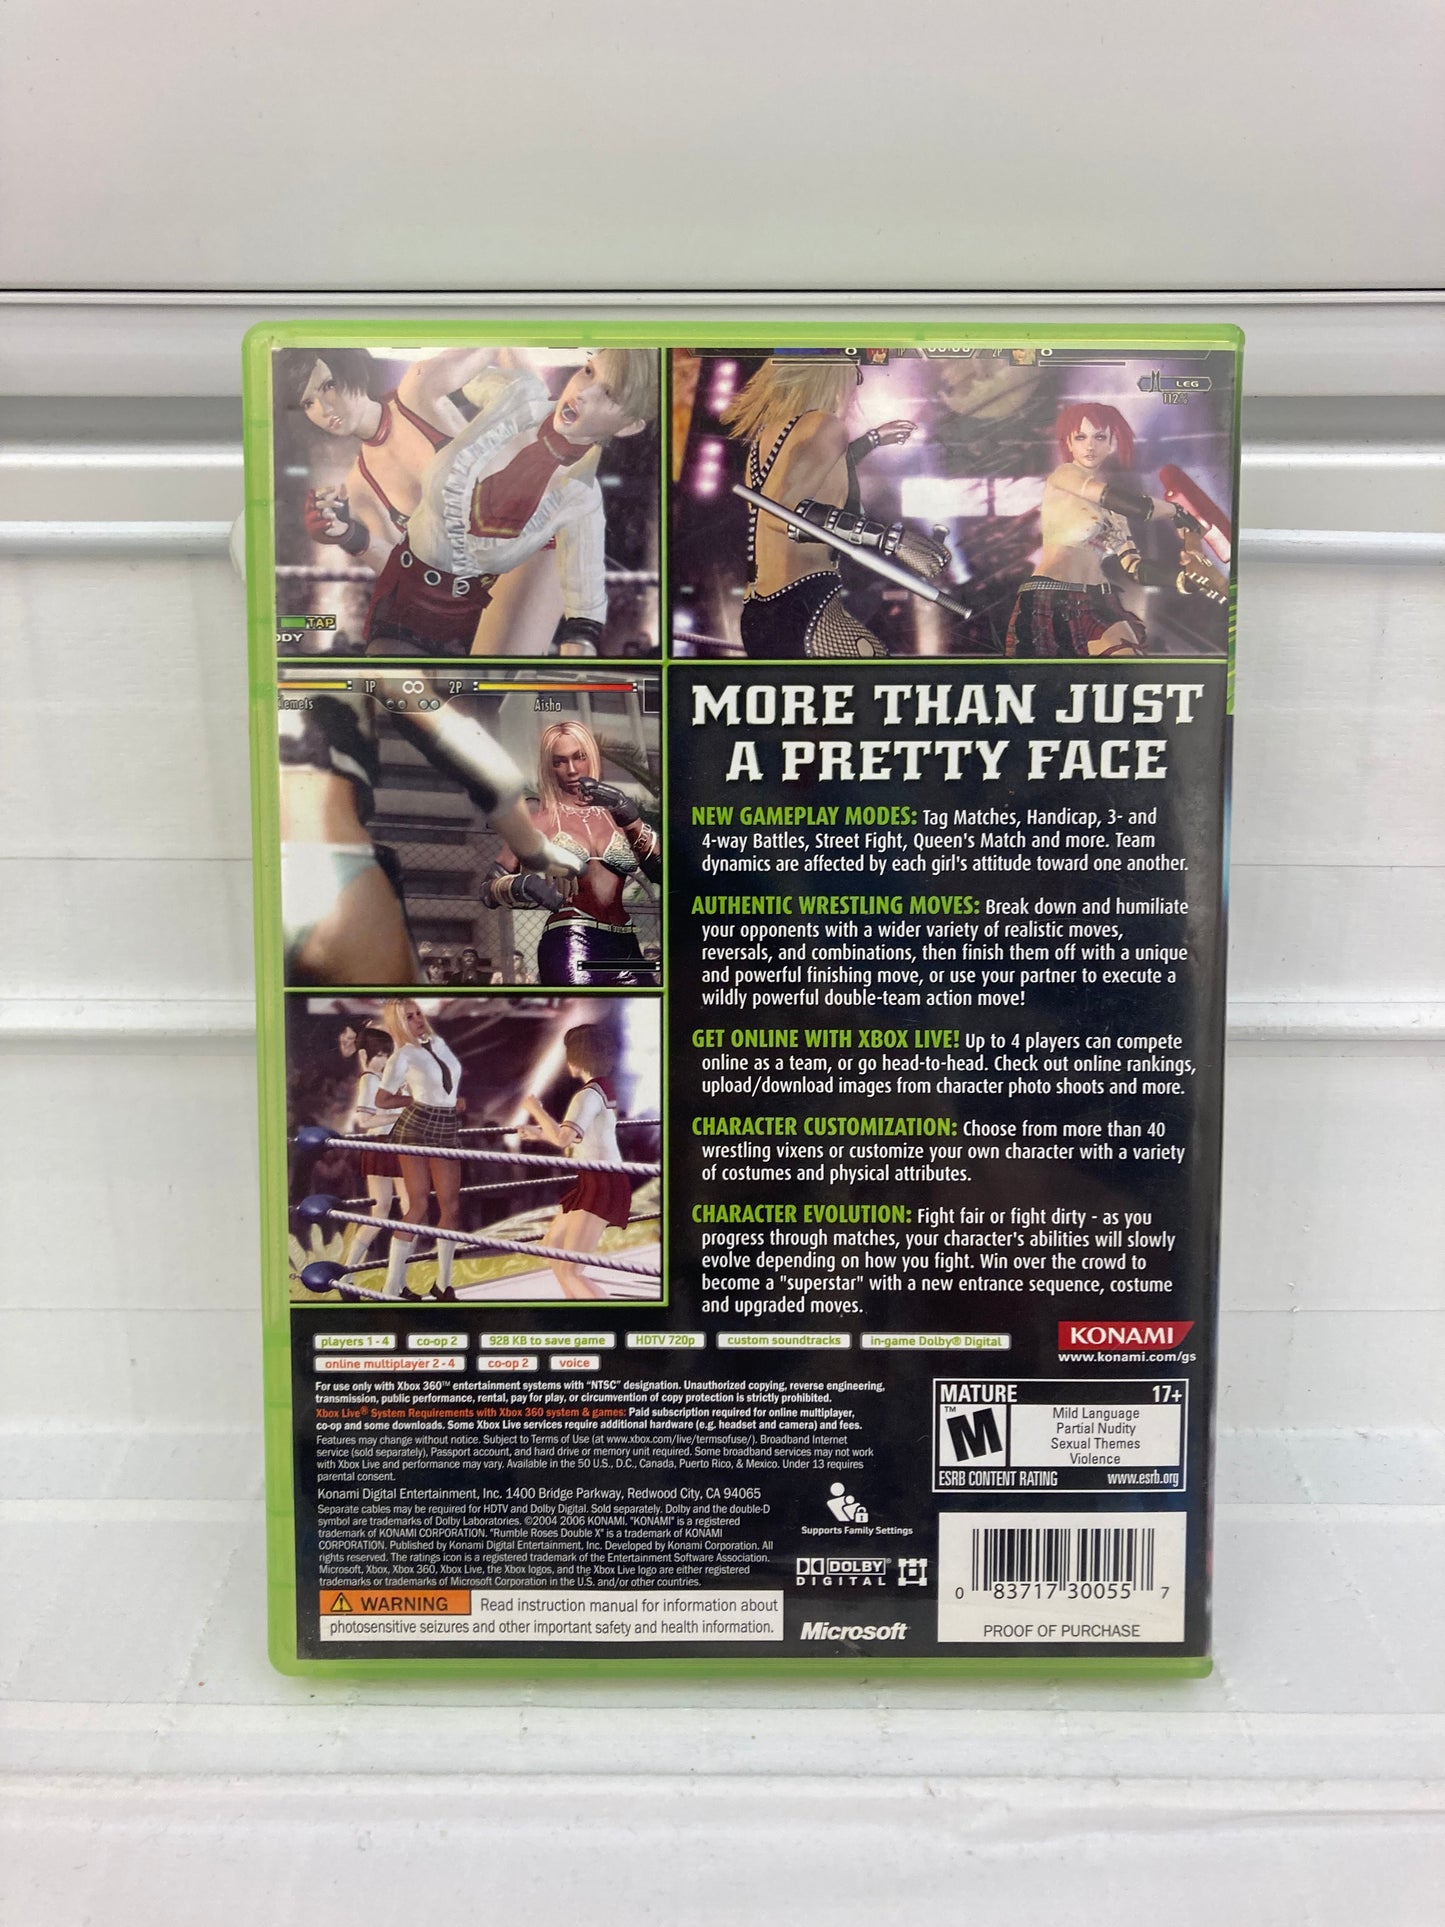 LEG
112%
TAP
ODY
1P
2P
Aisha
MORE THAN JUST
A PRETTY FACE
NEW GAMEPLAY MODES: Tag Matches, Handicap, 3- and
4-way Battles, Street Fight, Queen's Match and more. Team
dynamics are affected by each girl's attitude toward one another.
AUTHENTIC WRESTLING MOVES: Break down and humiliate
your opponents with a wider variety of realistic moves,
reversals, and combinations, then finish them off with a unique
and powerful finishing move, or use your partner to execute a
wildly powerful double-team action move!
GET ONLINE WITH XBOX LIVE! Up to 4 players can compete
online as a team, or go head-to-head. Check out online rankings,
upload/download images from character photo shoots and more.
CHARACTER CUSTOMIZATION: Choose from more than 40
wrestling vixens or customize your own character with a variety
of costumes and physical attributes.
CHARACTER EVOLUTION: Fight fair or fight dirty - as you
progress through matches, your character's abilities will slowly
evolve depending on how you fight. Win over the crowd to
become a "superstar" with a new entrance sequence, costume
and upgraded moves.
players 1 - 4 co-op 2 928 KB to save game HDTV 720p custom soundtracks in-game Dolby® Digital
online multiplayer 2 - 4 co-op 2 voice
KONAMI
www.konami.com/gs
For use only with Xbox 360™ entertainment systems with "NTSC" designation. Unauthorized copying, reverse engineering,
transmission, public performance, rental, pay for play, or circumvention of copy protection is strictly prohibited.
Xbox Live® System Requirements with Xbox 360 system & games: Paid subscription required for online multiplayer,
co-op and some downloads. Some Xbox Live services require additional hardware (e.g. headset and camera) and fees.
Features may change without notice. Subject to Terms of Use (at www.xbox.com/live/termsofuse/). Broadband Internet
service (sold separately), Passport account, and hard drive or memory unit required. Some broadband services may not work
with Xbox Live and performance may vary. Available in the 50 U.S., D.C., Canada, Puerto Rico, & Mexico. Under 13 requires
parental consent.
Konami Digital Entertainment, Inc. 1400 Bridge Parkway, Redwood City, CA 94065
Separate cables may be required for HDTV and Dolby Digital. Sold separately. Dolby and the double-D
symbol are trademarks of Dolby Laboratories. ©2004 2006 KONAMI. "KONAMI" is a registered
trademark of KONAMI CORPORATION. "Rumble Roses Double X" is a trademark of KONAMI
CORPORATION. Published by Konami Digital Entertainment, Inc. Developed by Konami Corporation. All
rights reserved. The ratings icon is a registered trademark of the Entertainment Software Association.
Microsoft, Xbox, Xbox 360, Xbox Live, the Xbox logos, and the Xbox Live logo are either registered
trademarks or trademarks of Microsoft Corporation in the U.S. and/or other countries.
WARNING Read instruction manual for information about
photosensitive seizures and other important safety and health information.
Supports Family Settings
DOLBY®
DIGITAL
Microsoft®
MATURE 17+
M™
Mild Language
Partial Nudity
Sexual Themes
Violence
ESRB CONTENT RATING www.esrb.org
0 83717 30055 7
PROOF OF PURCHASE